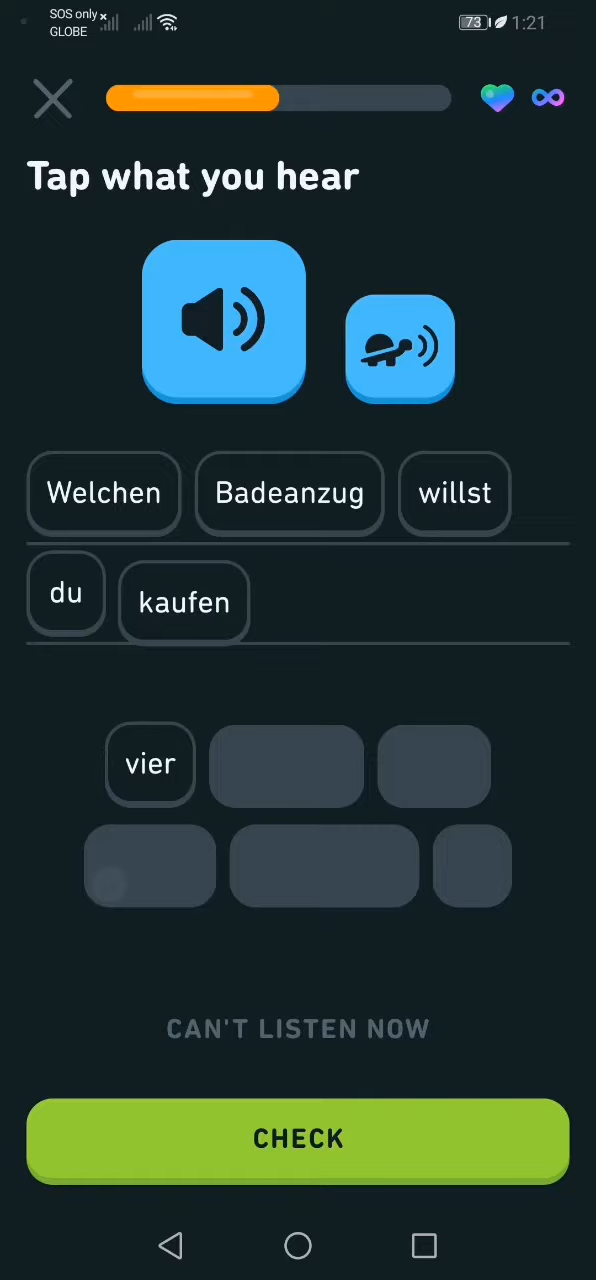 SOS only
GLOBE
73 1:21
Tap what you hear
Welchen Badeanzug willst
du kaufen
vier
CAN'T LISTEN NOW
CHECK